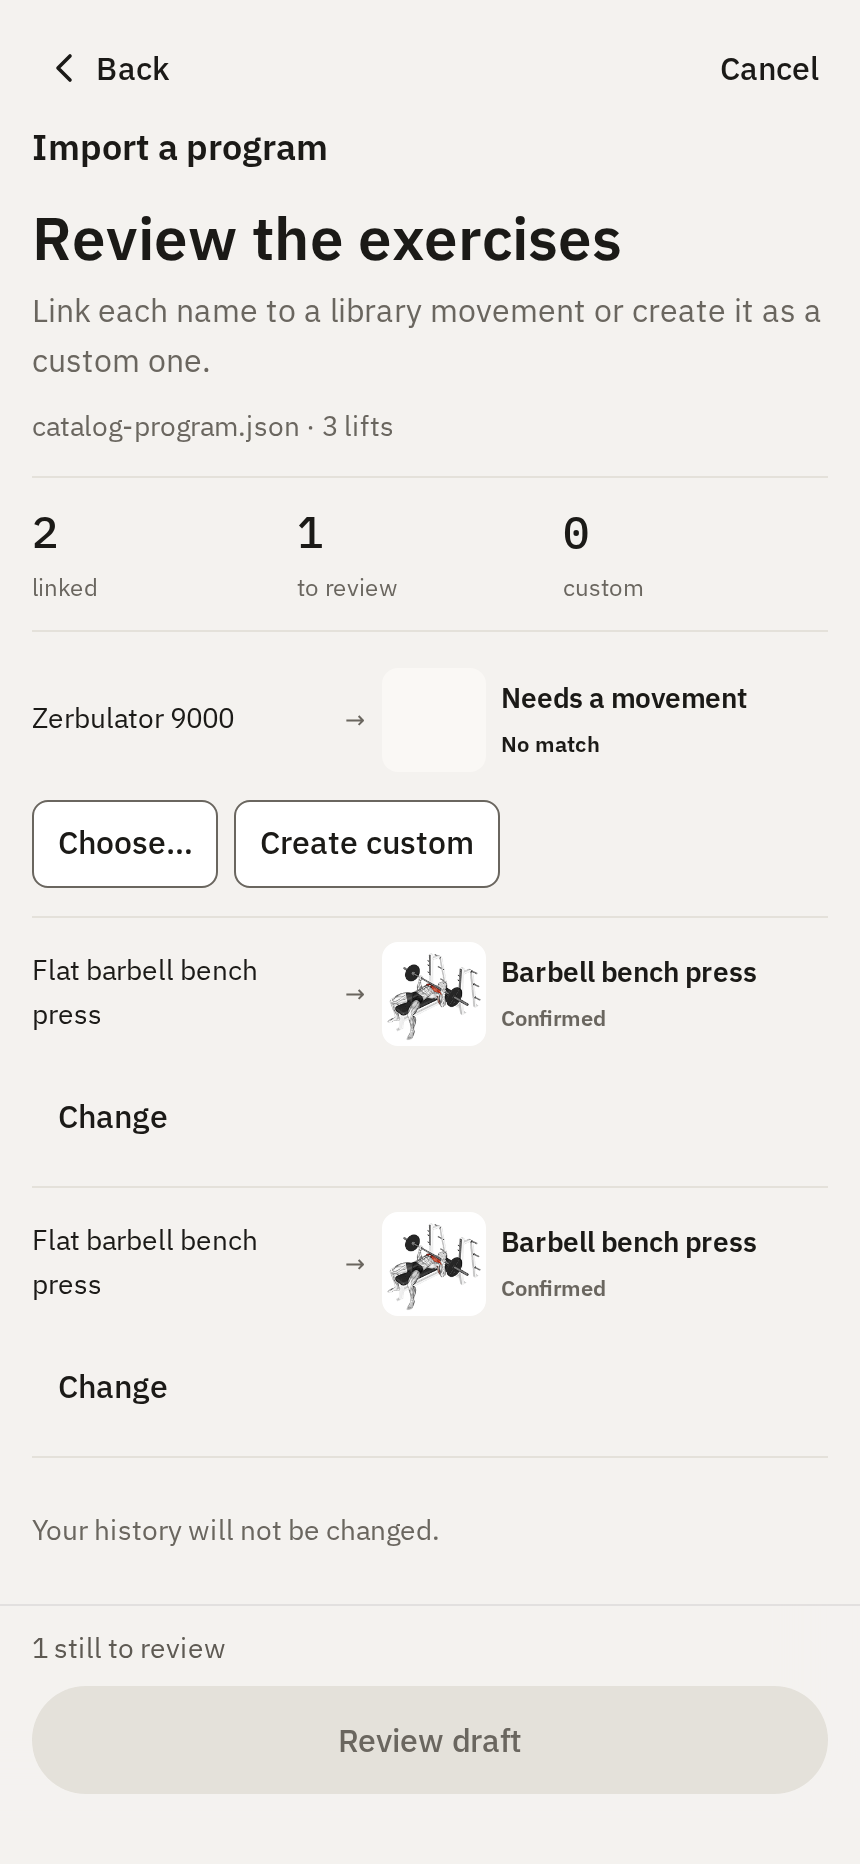 Back
Cancel
Import a program
Review the exercises
Link each name to a library movement or create it as a
custom one.
catalog-program.json · 3 lifts
2
1
0
linked
to review
custom
Zerbulator 9000
→
Needs a movement
No match
Choose...
Create custom
Flat barbell bench
press
→
Barbell bench press
Confirmed
Change
Flat barbell bench
press
→
Barbell bench press
Confirmed
Change
Your history will not be changed.
1 still to review
Review draft